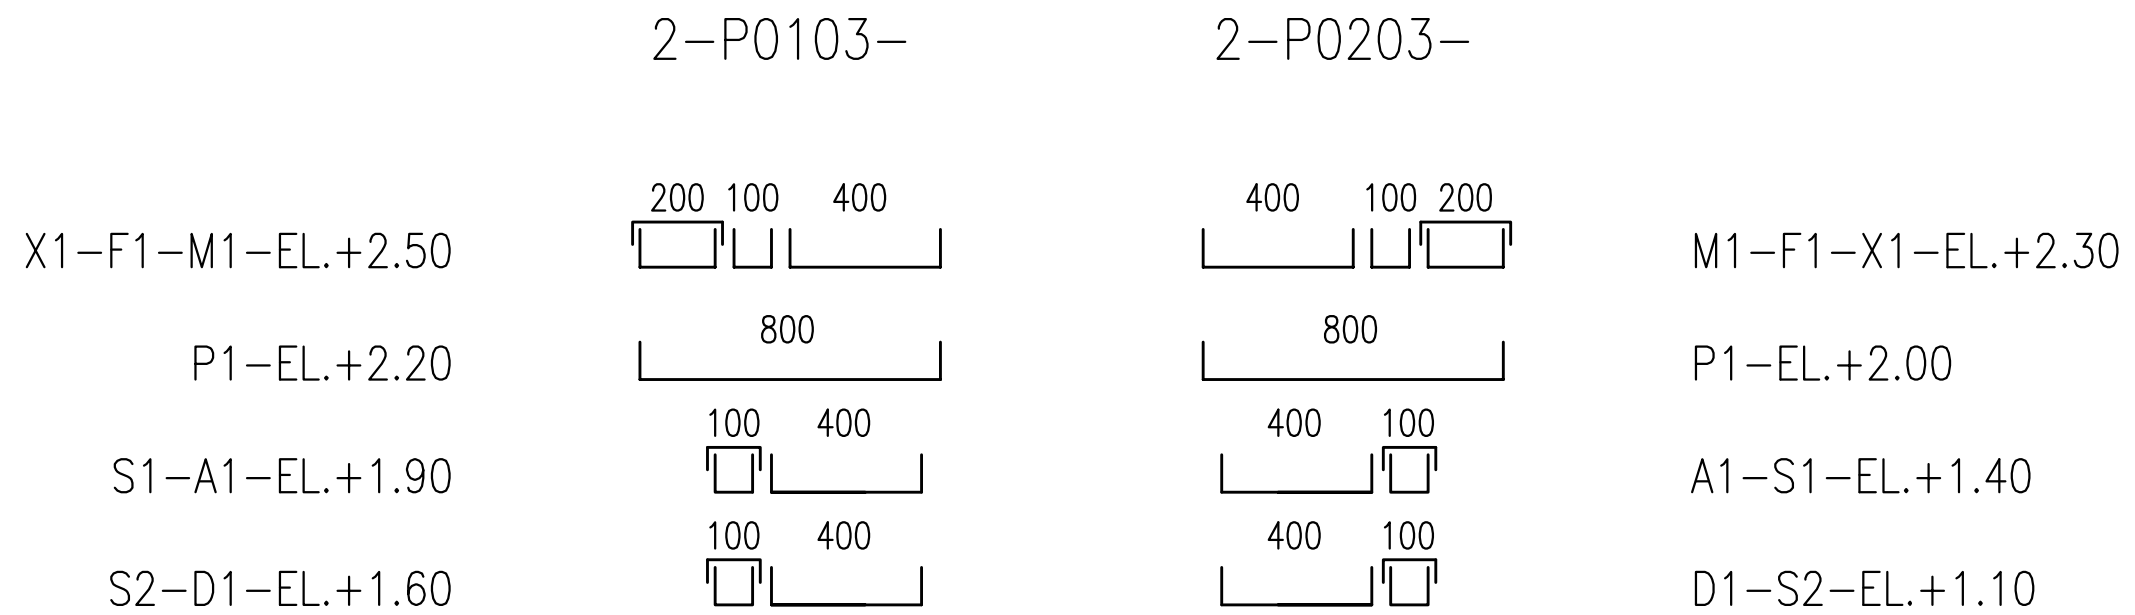 2-P0103- 2-P0203-
200 100 400 400 100 200
X1-F1-M1-EL.+2.50 M1-F1-X1-EL.+2.30
800 800
P1-EL.+2.20 P1-EL.+2.00
100 400 400 100
S1-A1-EL.+1.90 A1-S1-EL.+1.40
100 400 400 100
S2-D1-EL.+1.60 D1-S2-EL.+1.10